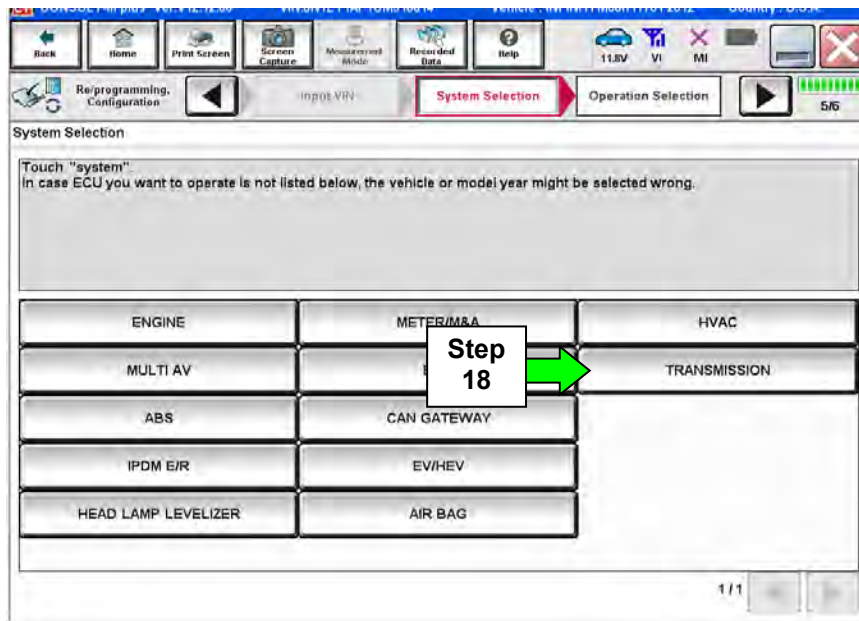 Back
Home
Print Screen
Screen
Capture
Measurement
Mode
Recorded
Data
Help
11.8V
VI
MI
Re/programming,
Configuration
Input VIN
System Selection
Operation Selection
5/6
System Selection
Touch "system".
In case ECU you want to operate is not listed below, the vehicle or model year might be selected wrong.
ENGINE
METER/M&A
HVAC
MULTI AV
Step
18
TRANSMISSION
ABS
CAN GATEWAY
IPDM E/R
EV/HEV
HEAD LAMP LEVELIZER
AIR BAG
1/1